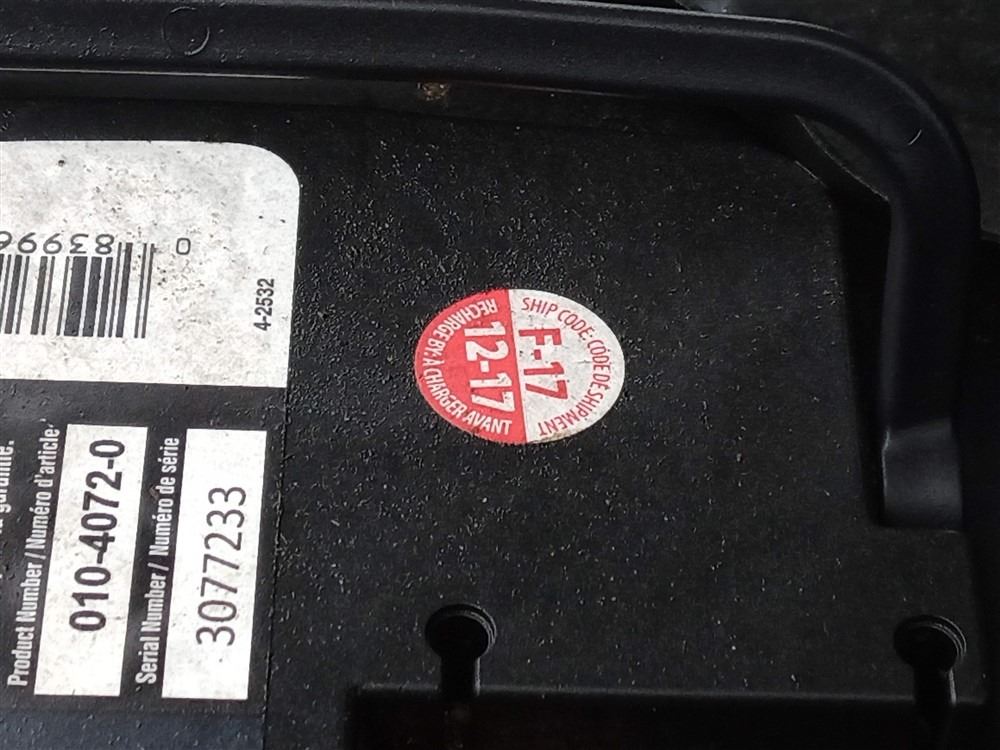 0 83996
4-2532
garantie.
Product Number / Numéro d'article
010-4072-0
Serial Number / Numéro de série
3077233
SHIP CODE: CODE DE SHIPMENT
F-17
12-17
RECHARGE BY: À CHARGER AVANT